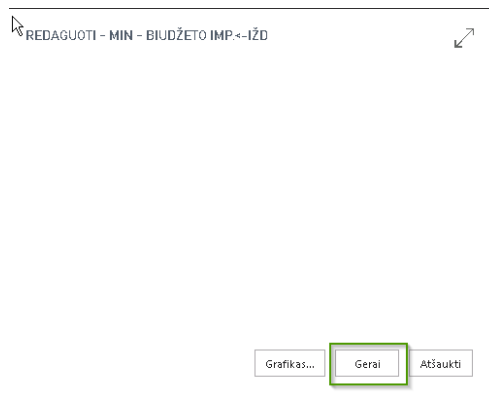 REDAGUOTI - MIN - BIUDŽETO IMP.<-IŽD
Grafikas... Gerai Atšaukti